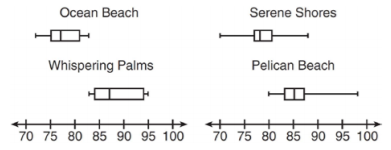 Ocean Beach
Serene Shores
Whispering Palms
Pelican Beach
70 75 80 85 90 95 100
70 75 80 85 90 95 100